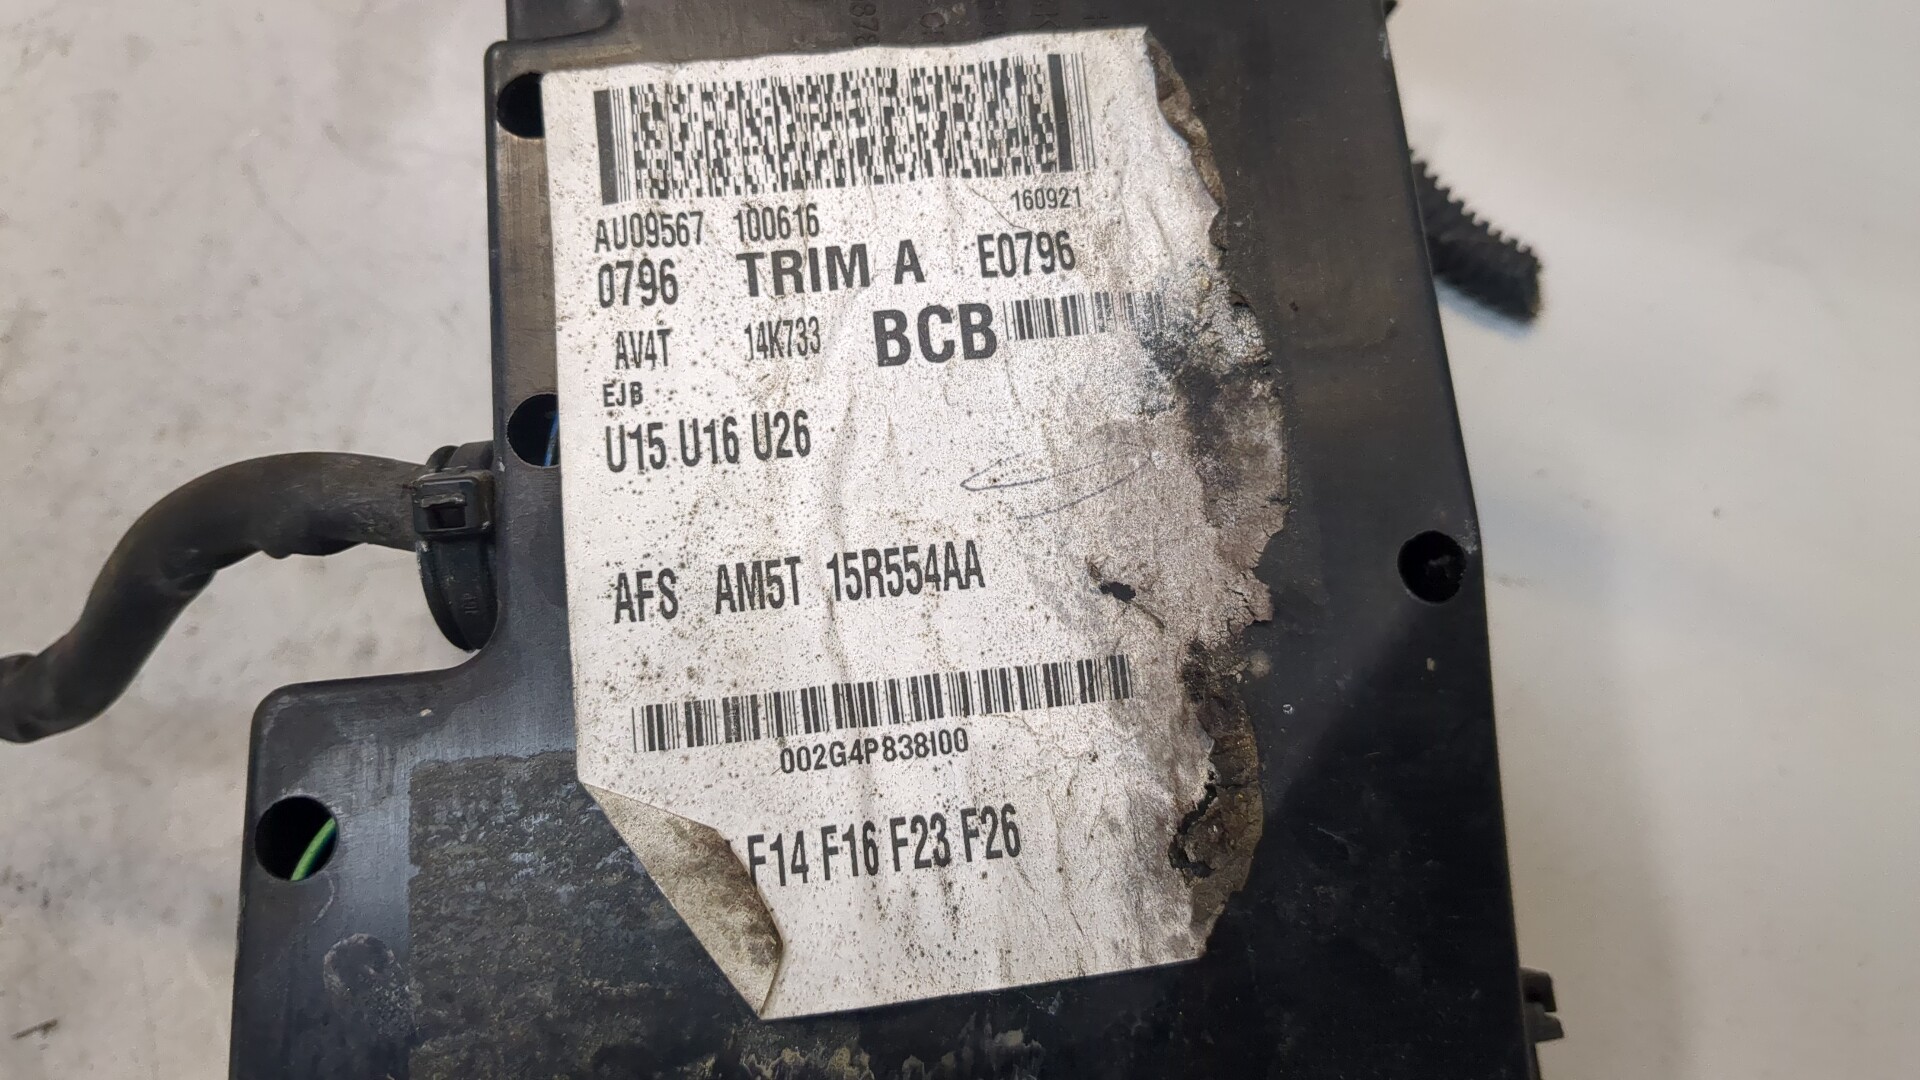 160921
AU09567 100616
0796 TRIM A E0796
AV4T 14K733 BCB
EJB
U15 U16 U26
AFS AM5T 15R554AA
002G4P838I00
F14 F16 F23 F26